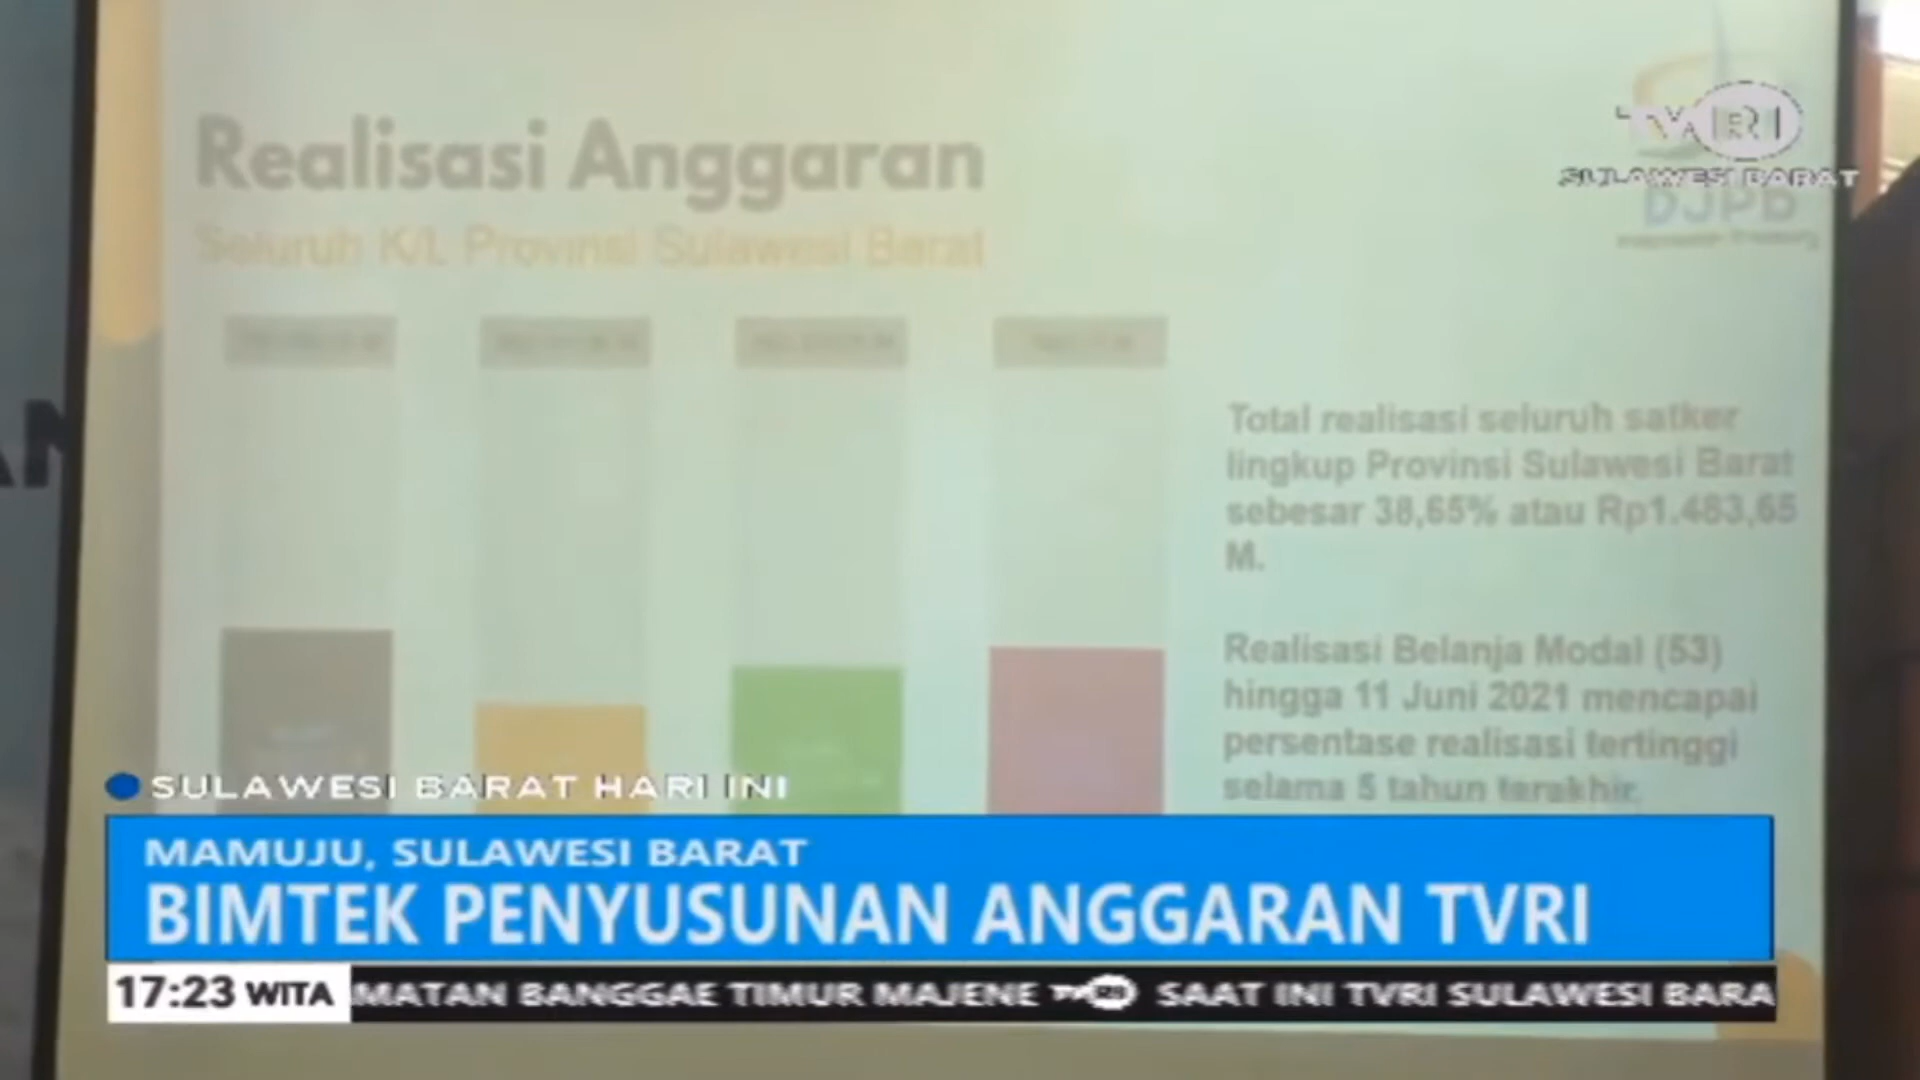 Realisasi Anggaran
Seluruh K/L Provinsi Sulawesi Barat
TVRI
SULAWESI BARAT
DJPb
Total realisasi seluruh satker
lingkup Provinsi Sulawesi Barat
sebesar 38,65% atau Rp1.483,65
M.
Realisasi Belanja Modal (53)
hingga 11 Juni 2021 mencapai
persentase realisasi tertinggi
selama 5 tahun terakhir.
AN
SULAWESI BARAT HARI INI
MAMUJU, SULAWESI BARAT
BIMTEK PENYUSUNAN ANGGARAN TVRI
17:23 WITA
MATAN BANGGAE TIMUR MAJENE TVRI SAAT INI TVRI SULAWESI BARA